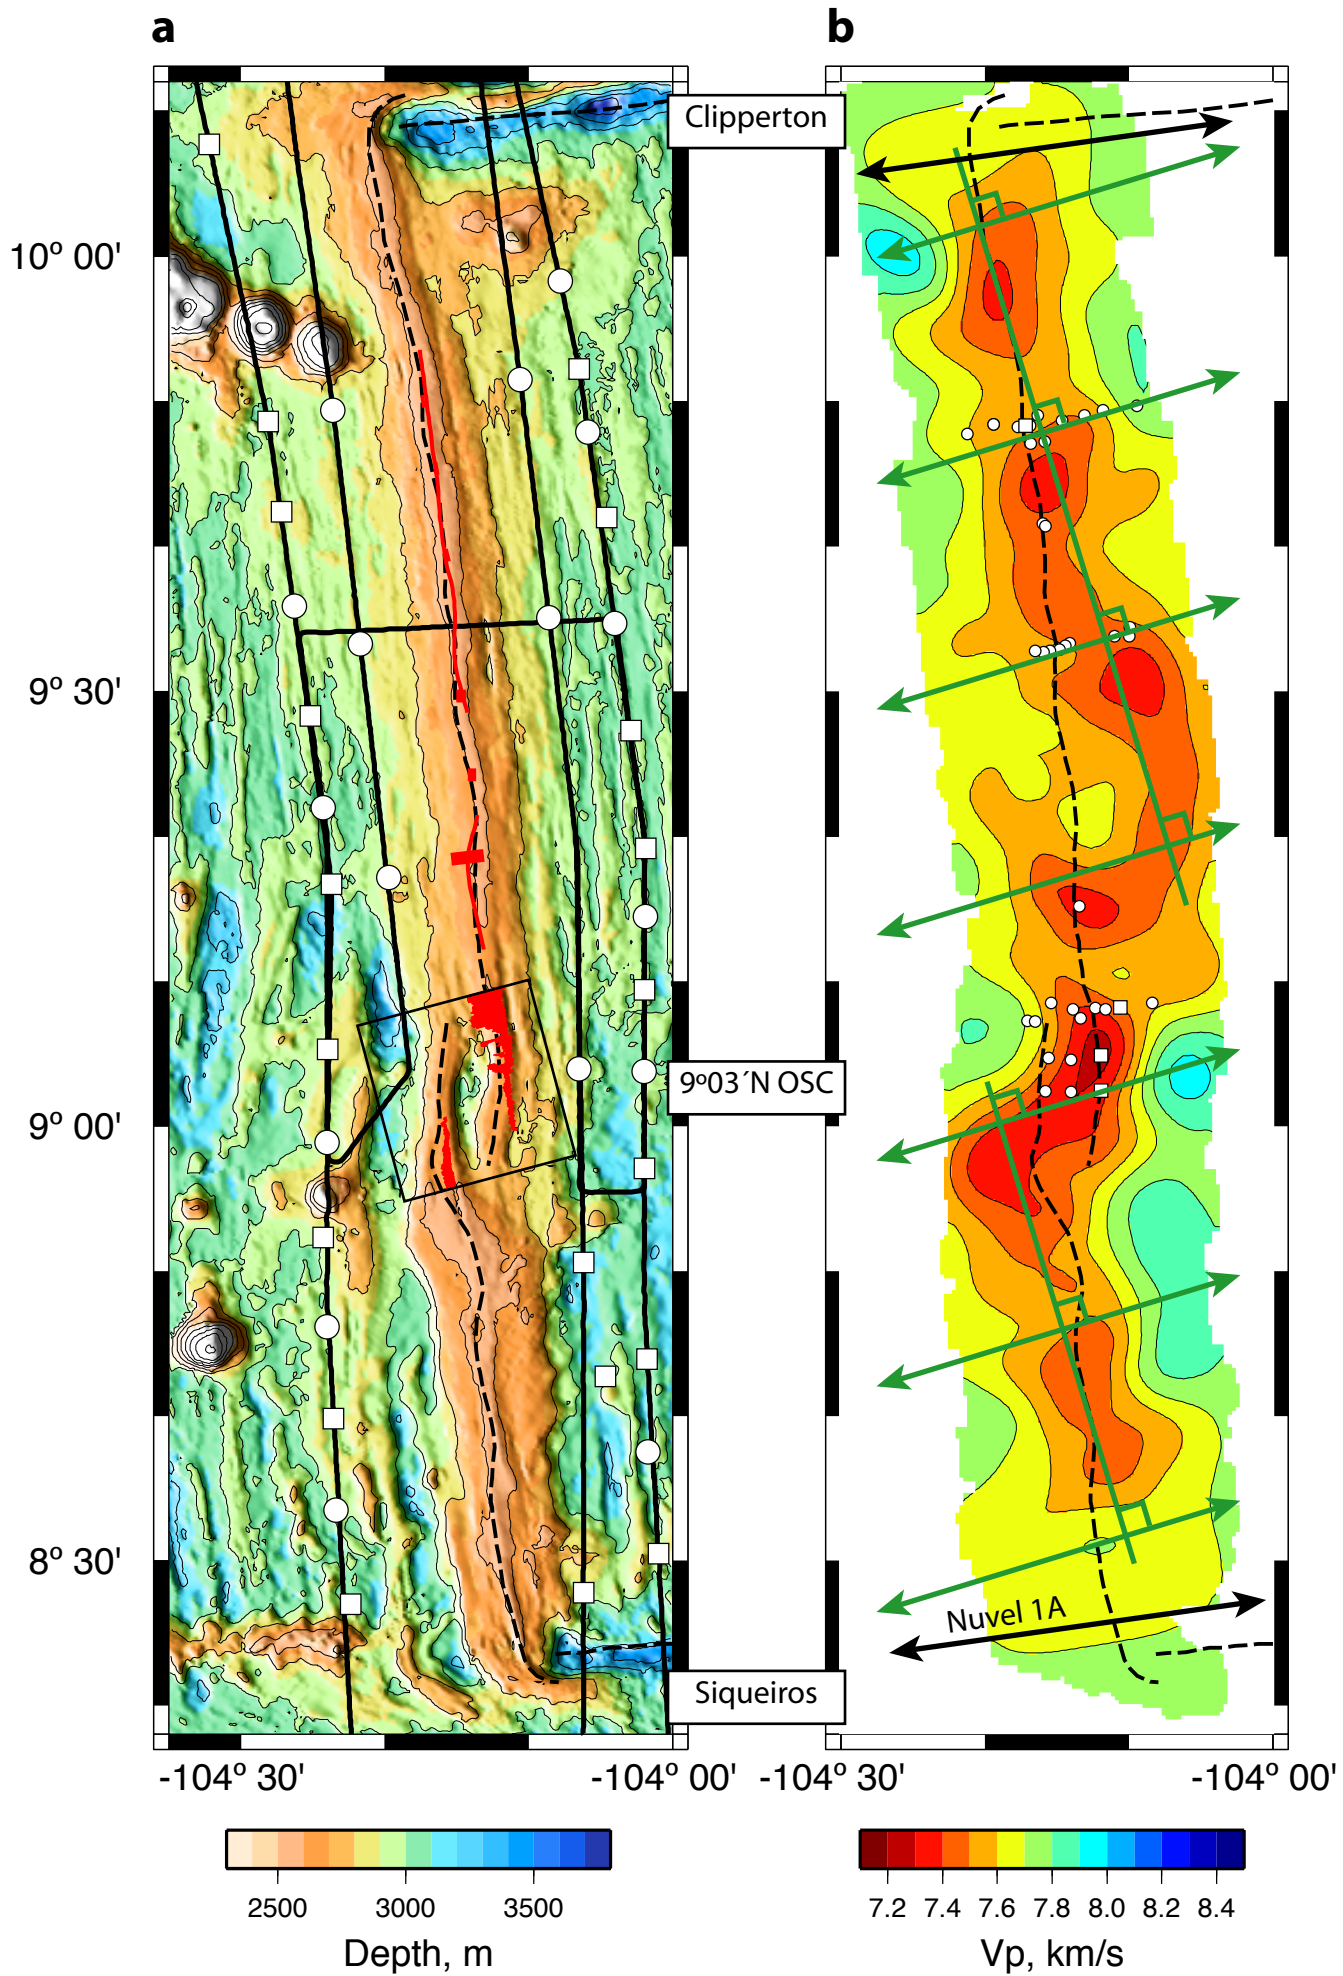 a
b
Clipperton
10º 00'
9º 30'
9º03´N OSC
9º 00'
8º 30'
Nuvel 1A
Siqueiros
-104º 30'
-104º 00'
-104º 30'
-104º 00'
2500
3000
3500
Depth, m
7.2
7.4
7.6
7.8
8.0
8.2
8.4
Vp, km/s